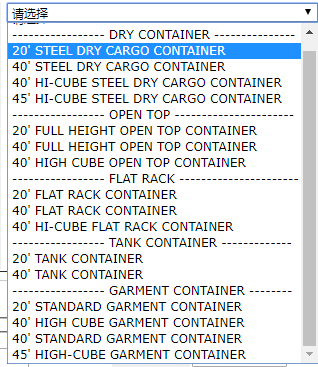 请选择
---------------- DRY CONTAINER --------------
20' STEEL DRY CARGO CONTAINER
40' STEEL DRY CARGO CONTAINER
40' HI-CUBE STEEL DRY CARGO CONTAINER
45' HI-CUBE STEEL DRY CARGO CONTAINER
---------------- OPEN TOP ---------------------
20' FULL HEIGHT OPEN TOP CONTAINER
40' FULL HEIGHT OPEN TOP CONTAINER
40' HIGH CUBE OPEN TOP CONTAINER
---------------- FLAT RACK --------------------
20' FLAT RACK CONTAINER
40' FLAT RACK CONTAINER
40' HI-CUBE FLAT RACK CONTAINER
---------------- TANK CONTAINER ------------
20' TANK CONTAINER
40' TANK CONTAINER
---------------- GARMENT CONTAINER --------
20' STANDARD GARMENT CONTAINER
40' HIGH CUBE GARMENT CONTAINER
40' STANDARD GARMENT CONTAINER
45' HIGH-CUBE GARMENT CONTAINER